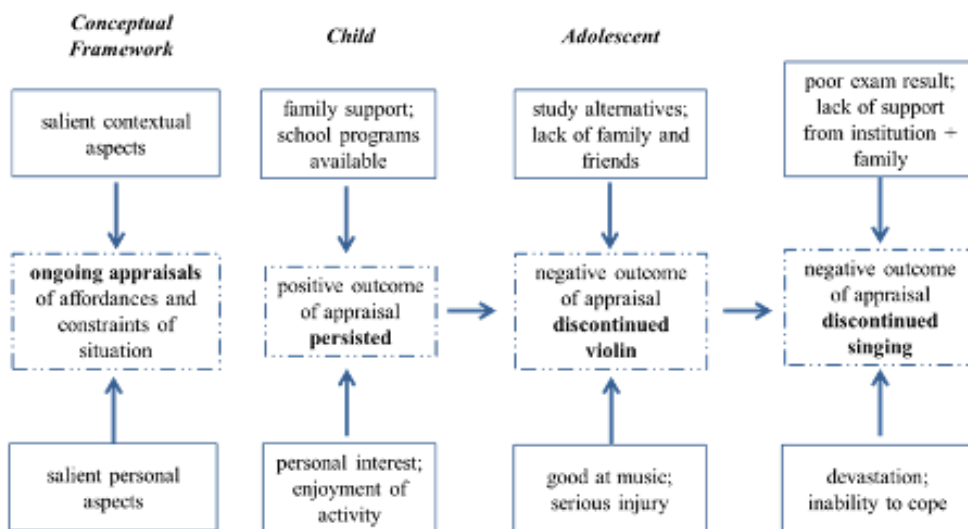 Conceptual
Framework
Child
Adolescent
salient contextual
aspects
family support;
school programs
available
study alternatives;
lack of family and
friends
poor exam result;
lack of support
from institution +
family
ongoing appraisals
of affordances and
constraints of
situation
positive outcome
of appraisal
persisted
negative outcome
of appraisal
discontinued
violin
negative outcome
of appraisal
discontinued
singing
salient personal
aspects
personal interest;
enjoyment of
activity
good at music;
serious injury
devastation;
inability to cope